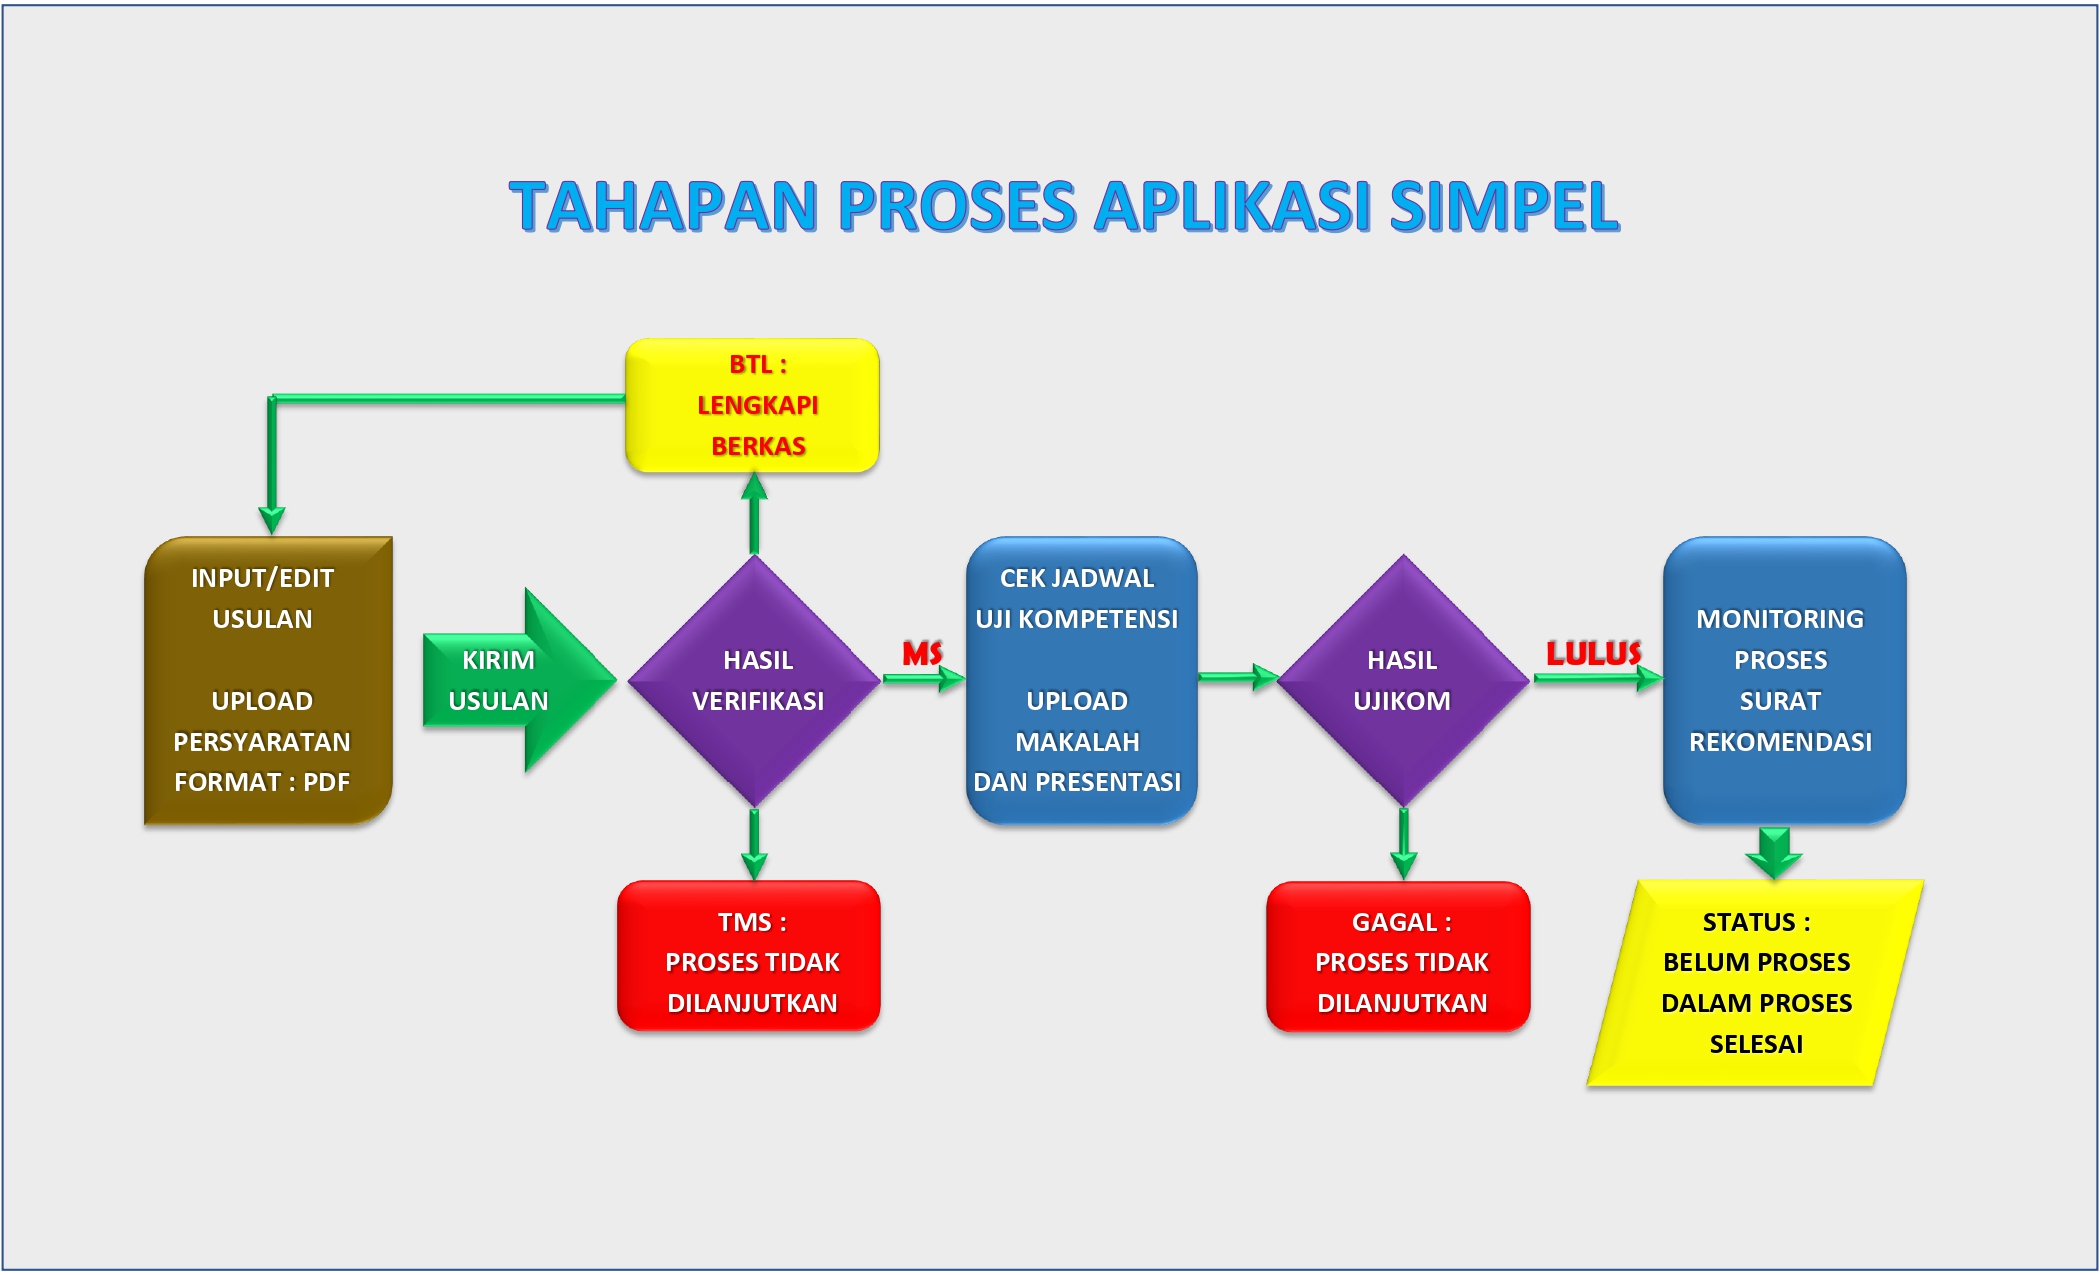 TAHAPAN PROSES APLIKASI SIMPEL
BTL :
LENGKAPI
BERKAS
INPUT/EDIT
USULAN
UPLOAD
PERSYARATAN
FORMAT : PDF
KIRIM
USULAN
HASIL
VERIFIKASI
MS
CEK JADWAL
UJI KOMPETENSI
UPLOAD
MAKALAH
DAN PRESENTASI
HASIL
UJIKOM
LULUS
MONITORING
PROSES
SURAT
REKOMENDASI
TMS :
PROSES TIDAK
DILANJUTKAN
GAGAL :
PROSES TIDAK
DILANJUTKAN
STATUS :
BELUM PROSES
DALAM PROSES
SELESAI